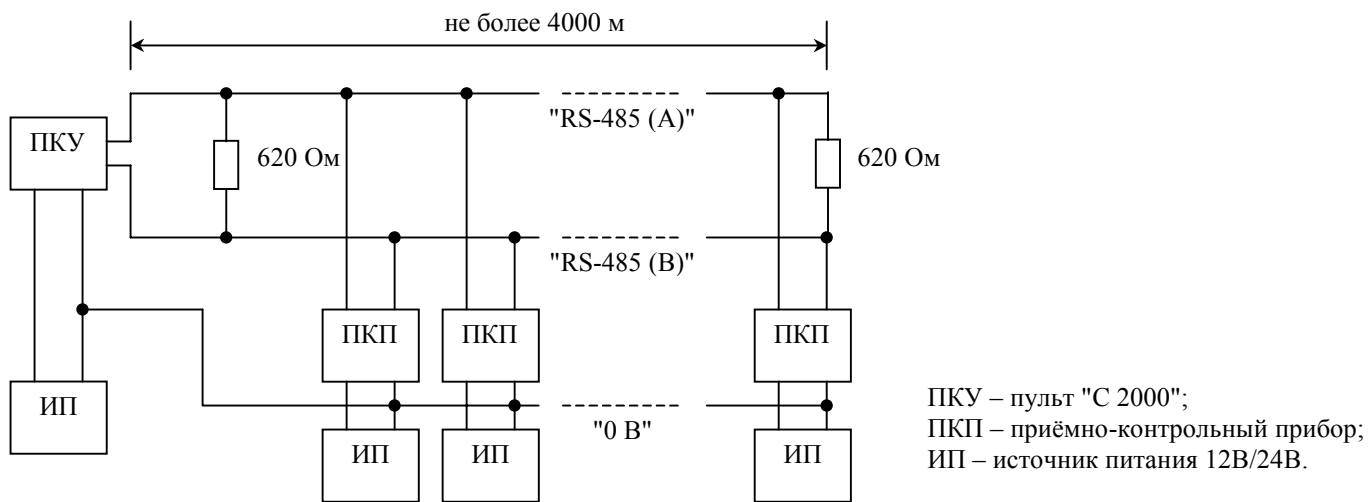 не более 4000 м
"RS-485 (A)"
ПКУ
620 Ом
620 Ом
"RS-485 (B)"
ПКП
ПКП
ПКП
ИП
"0 В"
ИП
ИП
ИП
ПКУ – пульт "С 2000";
ПКП – приёмно-контрольный прибор;
ИП – источник питания 12В/24В.